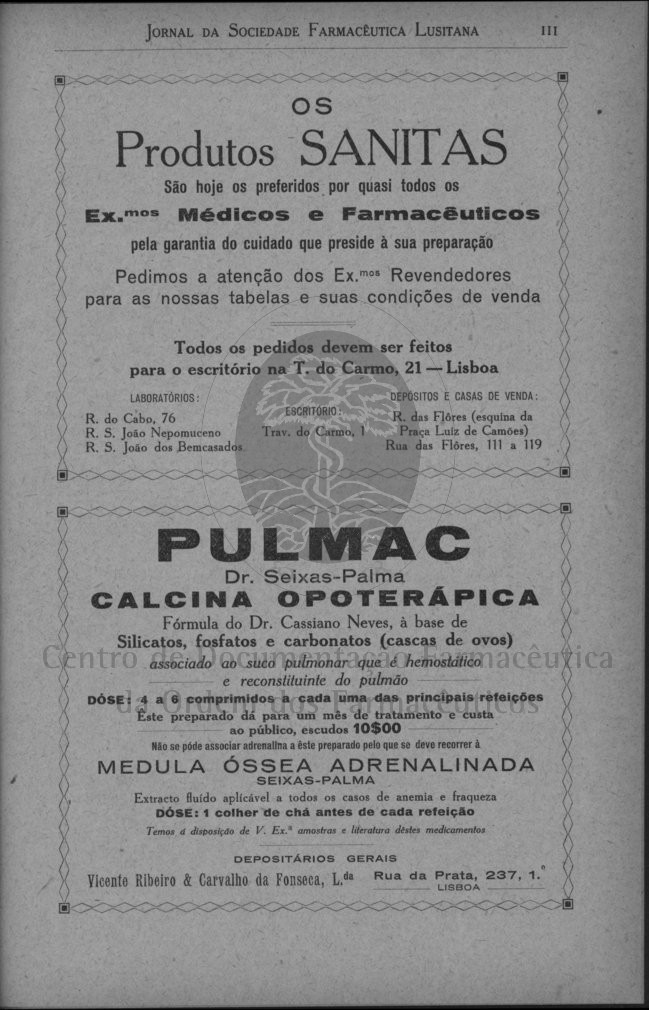 JORNAL DA SOCIEDADE FARMACÊUTICA LUSITANA III
OS
Produtos SANITAS
São hoje os preferidos por quasi todos os
Ex.mos Médicos e Farmacêuticos
pela garantia do cuidado que preside à sua preparação
Pedimos a atenção dos Ex.mos Revendedores
para as nossas tabelas e suas condições de venda
Todos os pedidos devem ser feitos
para o escritório na T. do Carmo, 21 — Lisboa
LABORATÓRIOS:
R. do Cabo, 76
R. S. João Nepomuceno
R. S. João dos Bemcasados
ESCRITÓRIO:
Trav. do Carmo, 1
DEPÓSITOS E CASAS DE VENDA:
R. das Flôres (esquina da
Praça Luiz de Camões)
Rua das Flôres, 111 a 119
PULMAC
Dr. Seixas-Palma
CALCINA OPOTERÁPICA
Fórmula do Dr. Cassiano Neves, à base de
Silicatos, fosfatos e carbonatos (cascas de ovos)
associado ao suco pulmonar que é hemostático
e reconstituinte do pulmão
DÓSE: 4 a 6 comprimidos a cada uma das principais refeições
Êste preparado dá para um mês de tratamento e custa
ao público, escudos 10$00
Não se póde associar adrenalina a êste preparado pelo que se deve recorrer à
MEDULA ÓSSEA ADRENALINADA
SEIXAS-PALMA
Extracto fluído aplicável a todos os casos de anemia e fraqueza
DÓSE: 1 colher de chá antes de cada refeição
Temos á disposição de V. Ex.ª amostras e literatura dêstes medicamentos
DEPOSITÁRIOS GERAIS
Vicente Ribeiro & Carvalho da Fonseca, L.da Rua da Prata, 237, 1.º
LISBOA
Centro de Documentação Farmacêutica
da Ordem dos Farmacêuticos